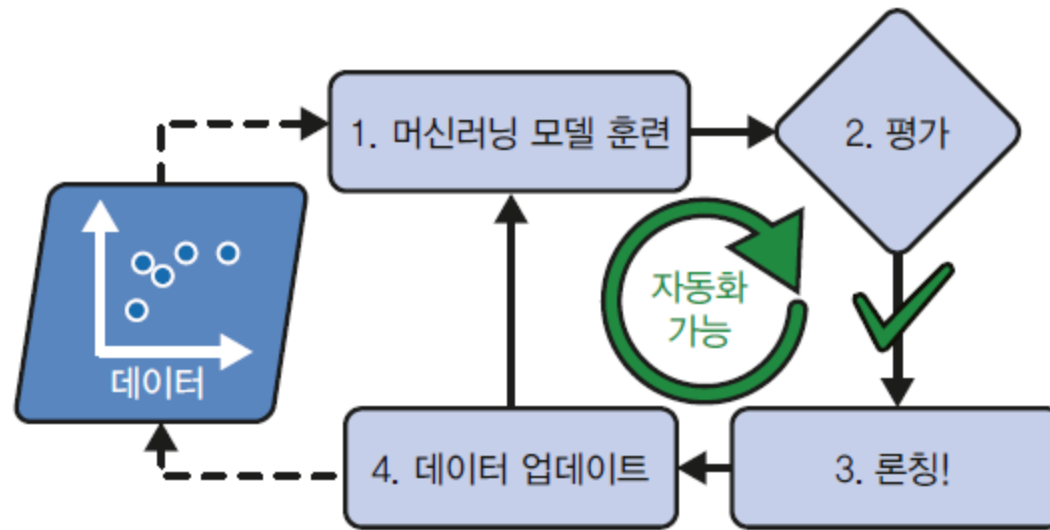 1. 머신러닝 모델 훈련
2. 평가
자동화
가능
데이터
4. 데이터 업데이트
3. 론칭!